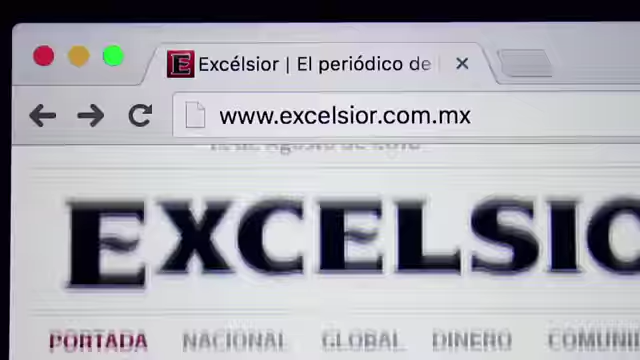 Excélsior | El periódico de
www.excelsior.com.mx
EXCELSIO
PORTADA NACIONAL GLOBAL DINERO COMUNI